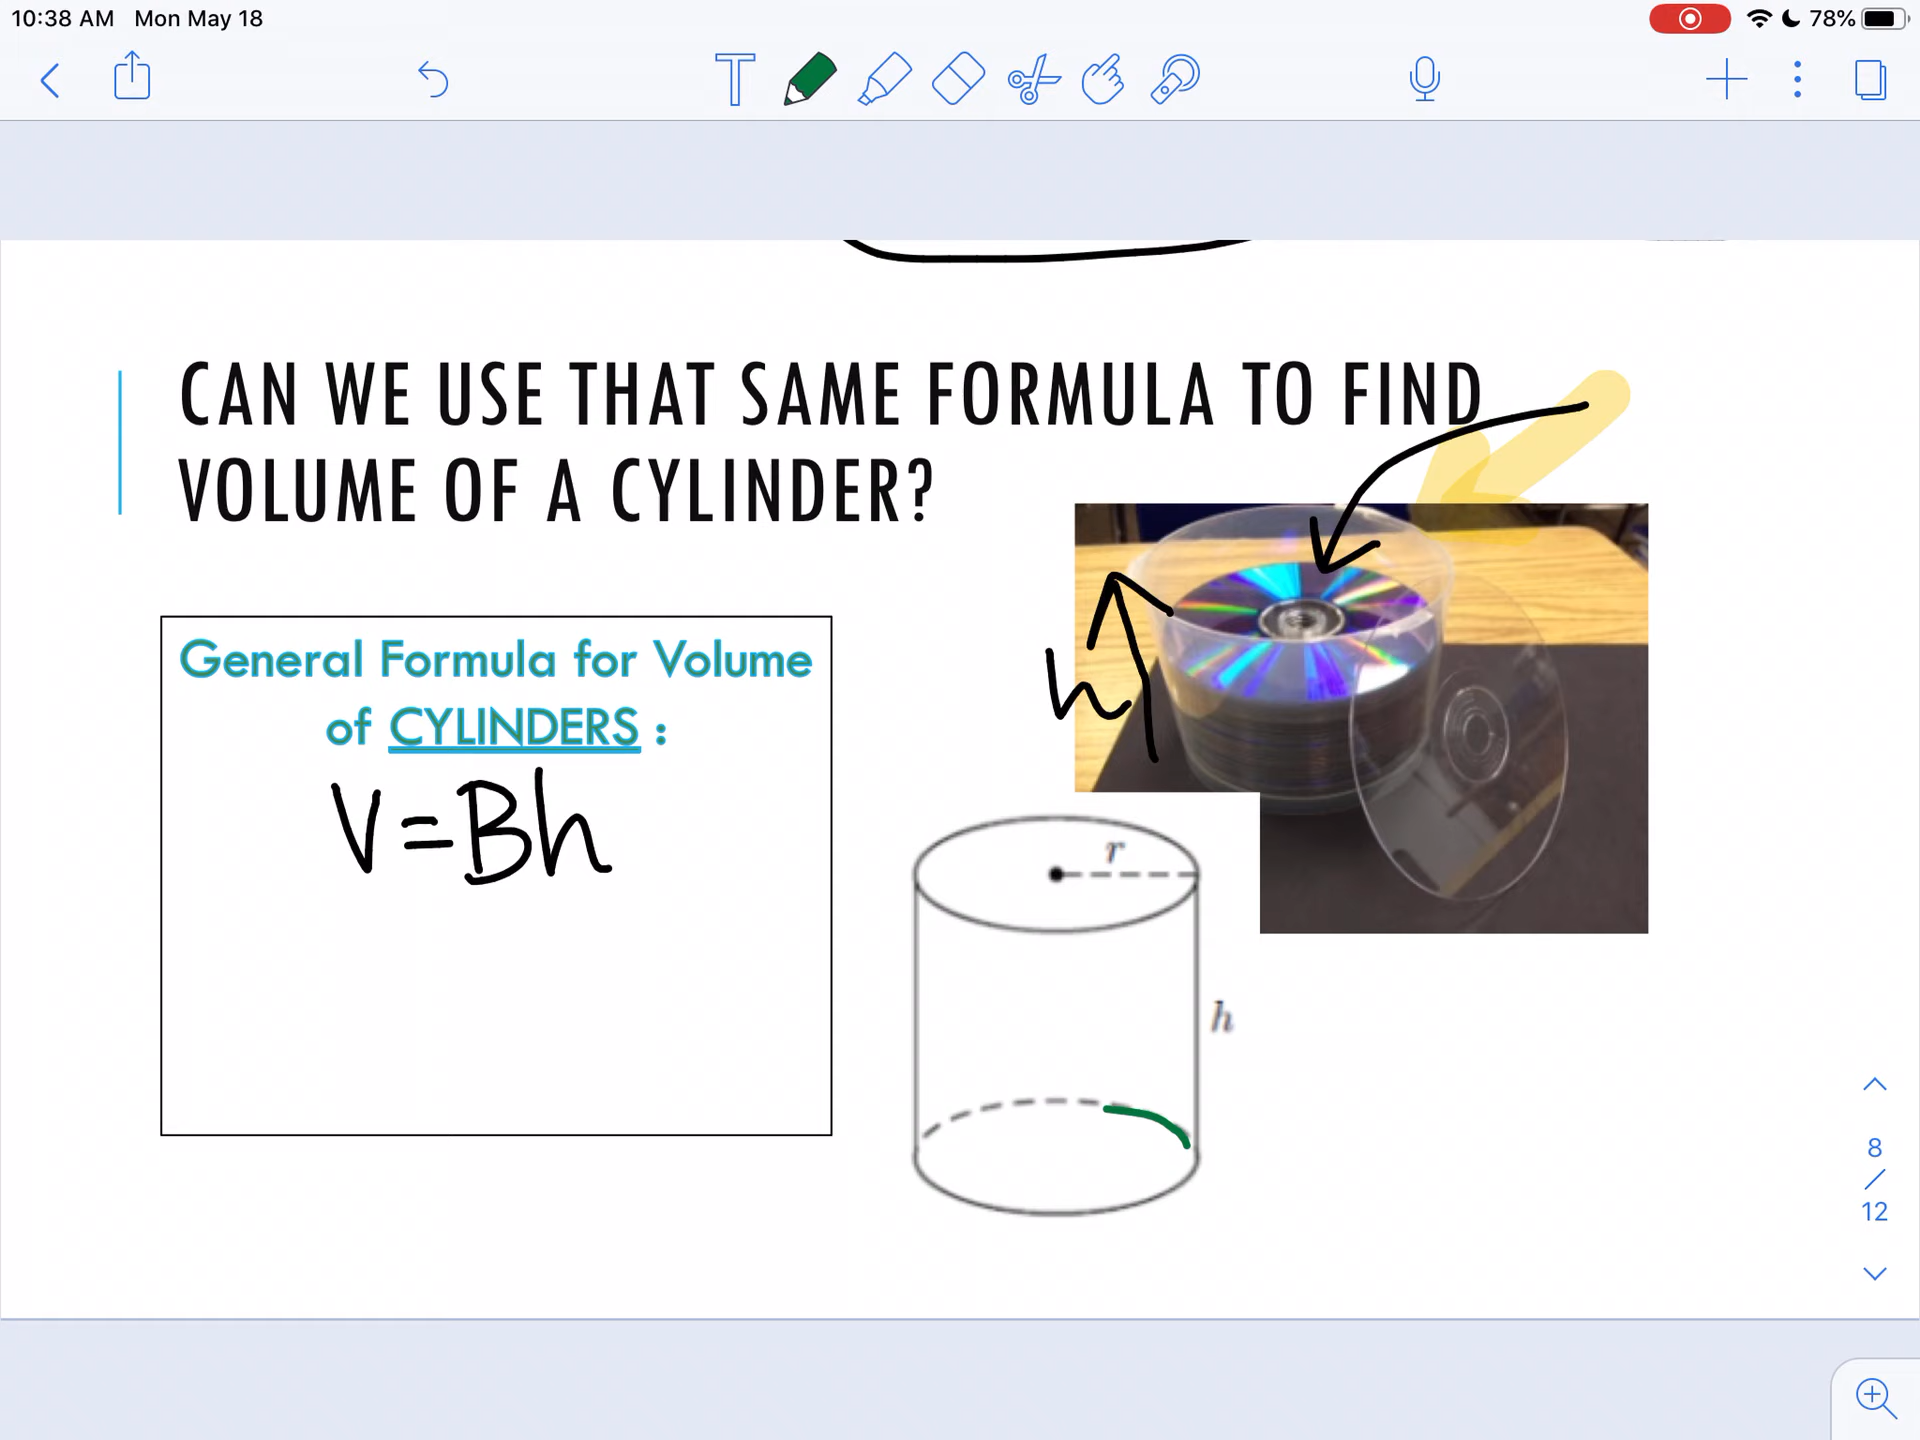 10:38 AM Mon May 18
78%
T
CAN WE USE THAT SAME FORMULA TO FIND
VOLUME OF A CYLINDER?
General Formula for Volume
of CYLINDERS :
V=Bh
h
r
h
8
/
12